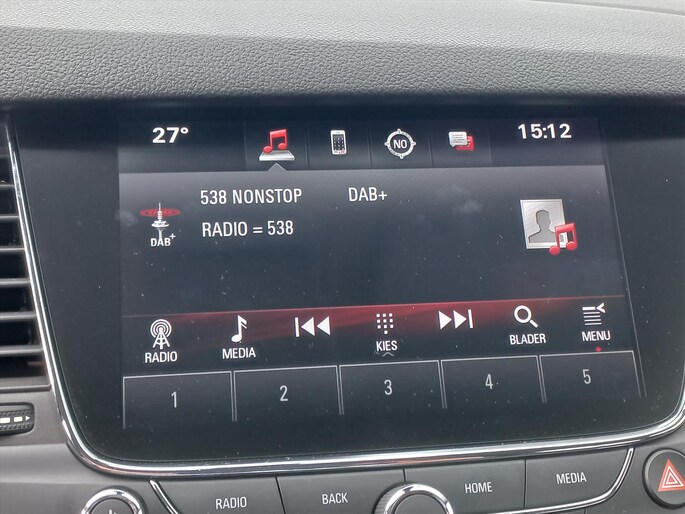 27°
NO
15:12
538 NONSTOP DAB+
RADIO = 538
DAB+
RADIO
MEDIA
KIES
BLADER
MENU
1 2 3 4 5
RADIO BACK HOME MEDIA